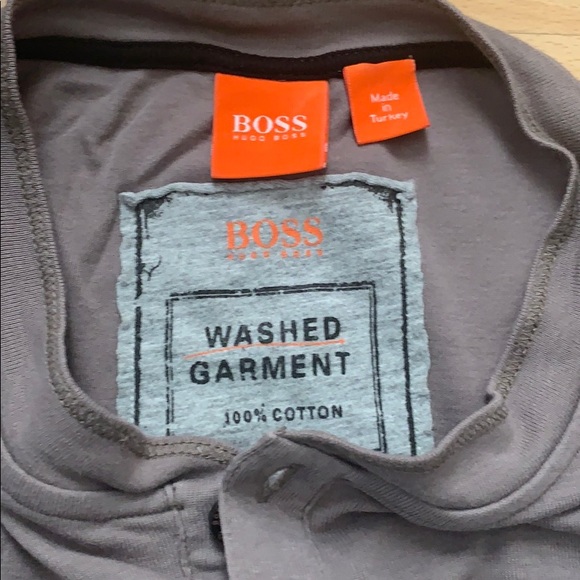 BOSS
HUGO BOSS
Made
in
Turkey
BOSS
HUGO BOSS
WASHED
GARMENT
100% COTTON